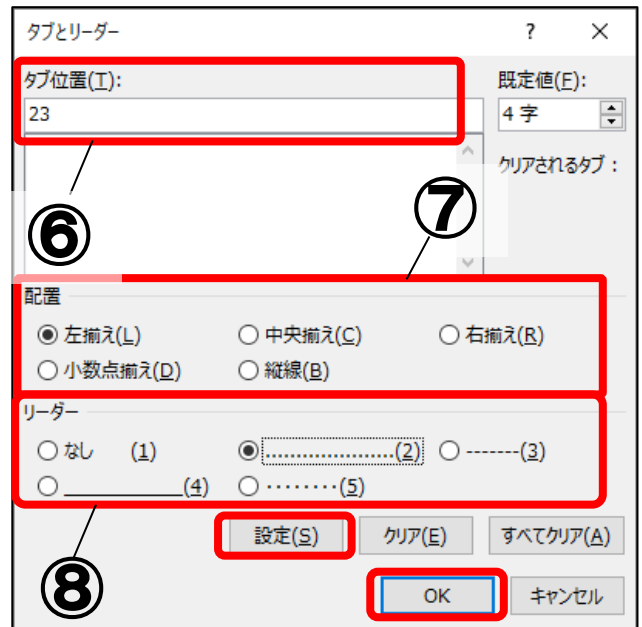 タブとリーダー ? ×
タブ位置(T): 既定値(F):
23 4 字
クリアされるタブ：
⑥ ⑦
配置
左揃え(L) 中央揃え(C) 右揃え(R)
小数点揃え(D) 縦線(B)
リーダー
なし (1) ......................(2) -------(3)
____________(4) ········(5)
設定(S) クリア(E) すべてクリア(A)
⑧
OK キャンセル